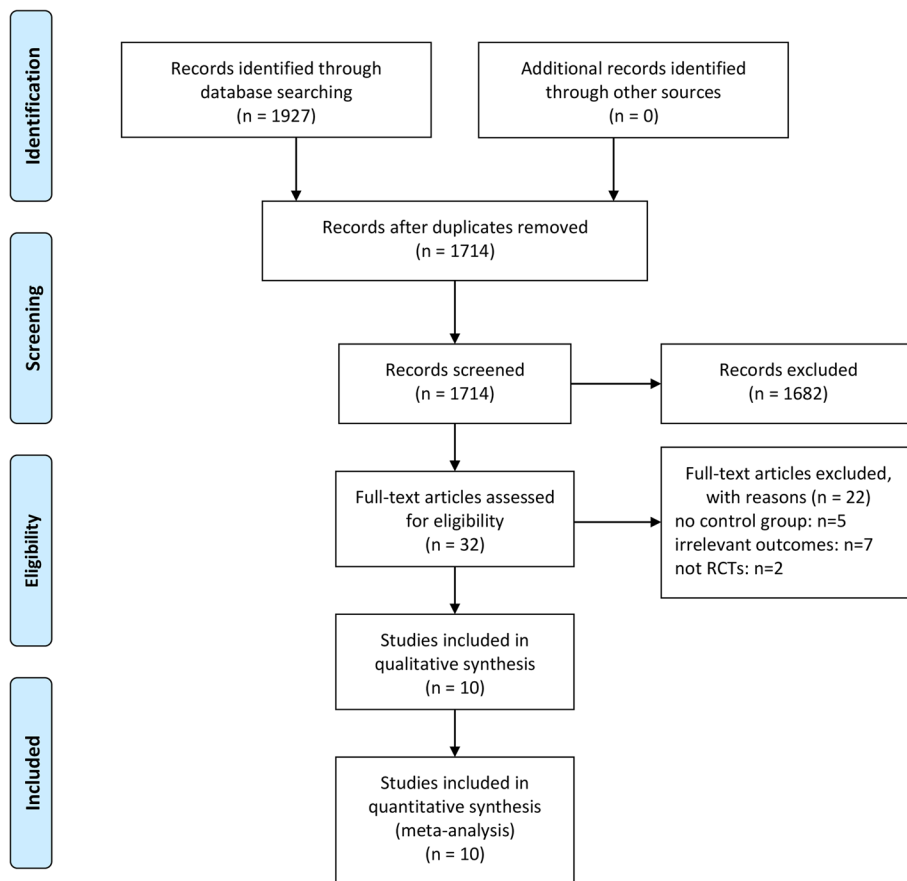 Identification
Records identified through
database searching
(n = 1927)
Additional records identified
through other sources
(n = 0)
Records after duplicates removed
(n = 1714)
Screening
Records screened
(n = 1714)
Records excluded
(n = 1682)
Eligibility
Full-text articles assessed
for eligibility
(n = 32)
Full-text articles excluded,
with reasons (n = 22)
no control group: n=5
irrelevant outcomes: n=7
not RCTs: n=2
Studies included in
qualitative synthesis
(n = 10)
Included
Studies included in
quantitative synthesis
(meta-analysis)
(n = 10)